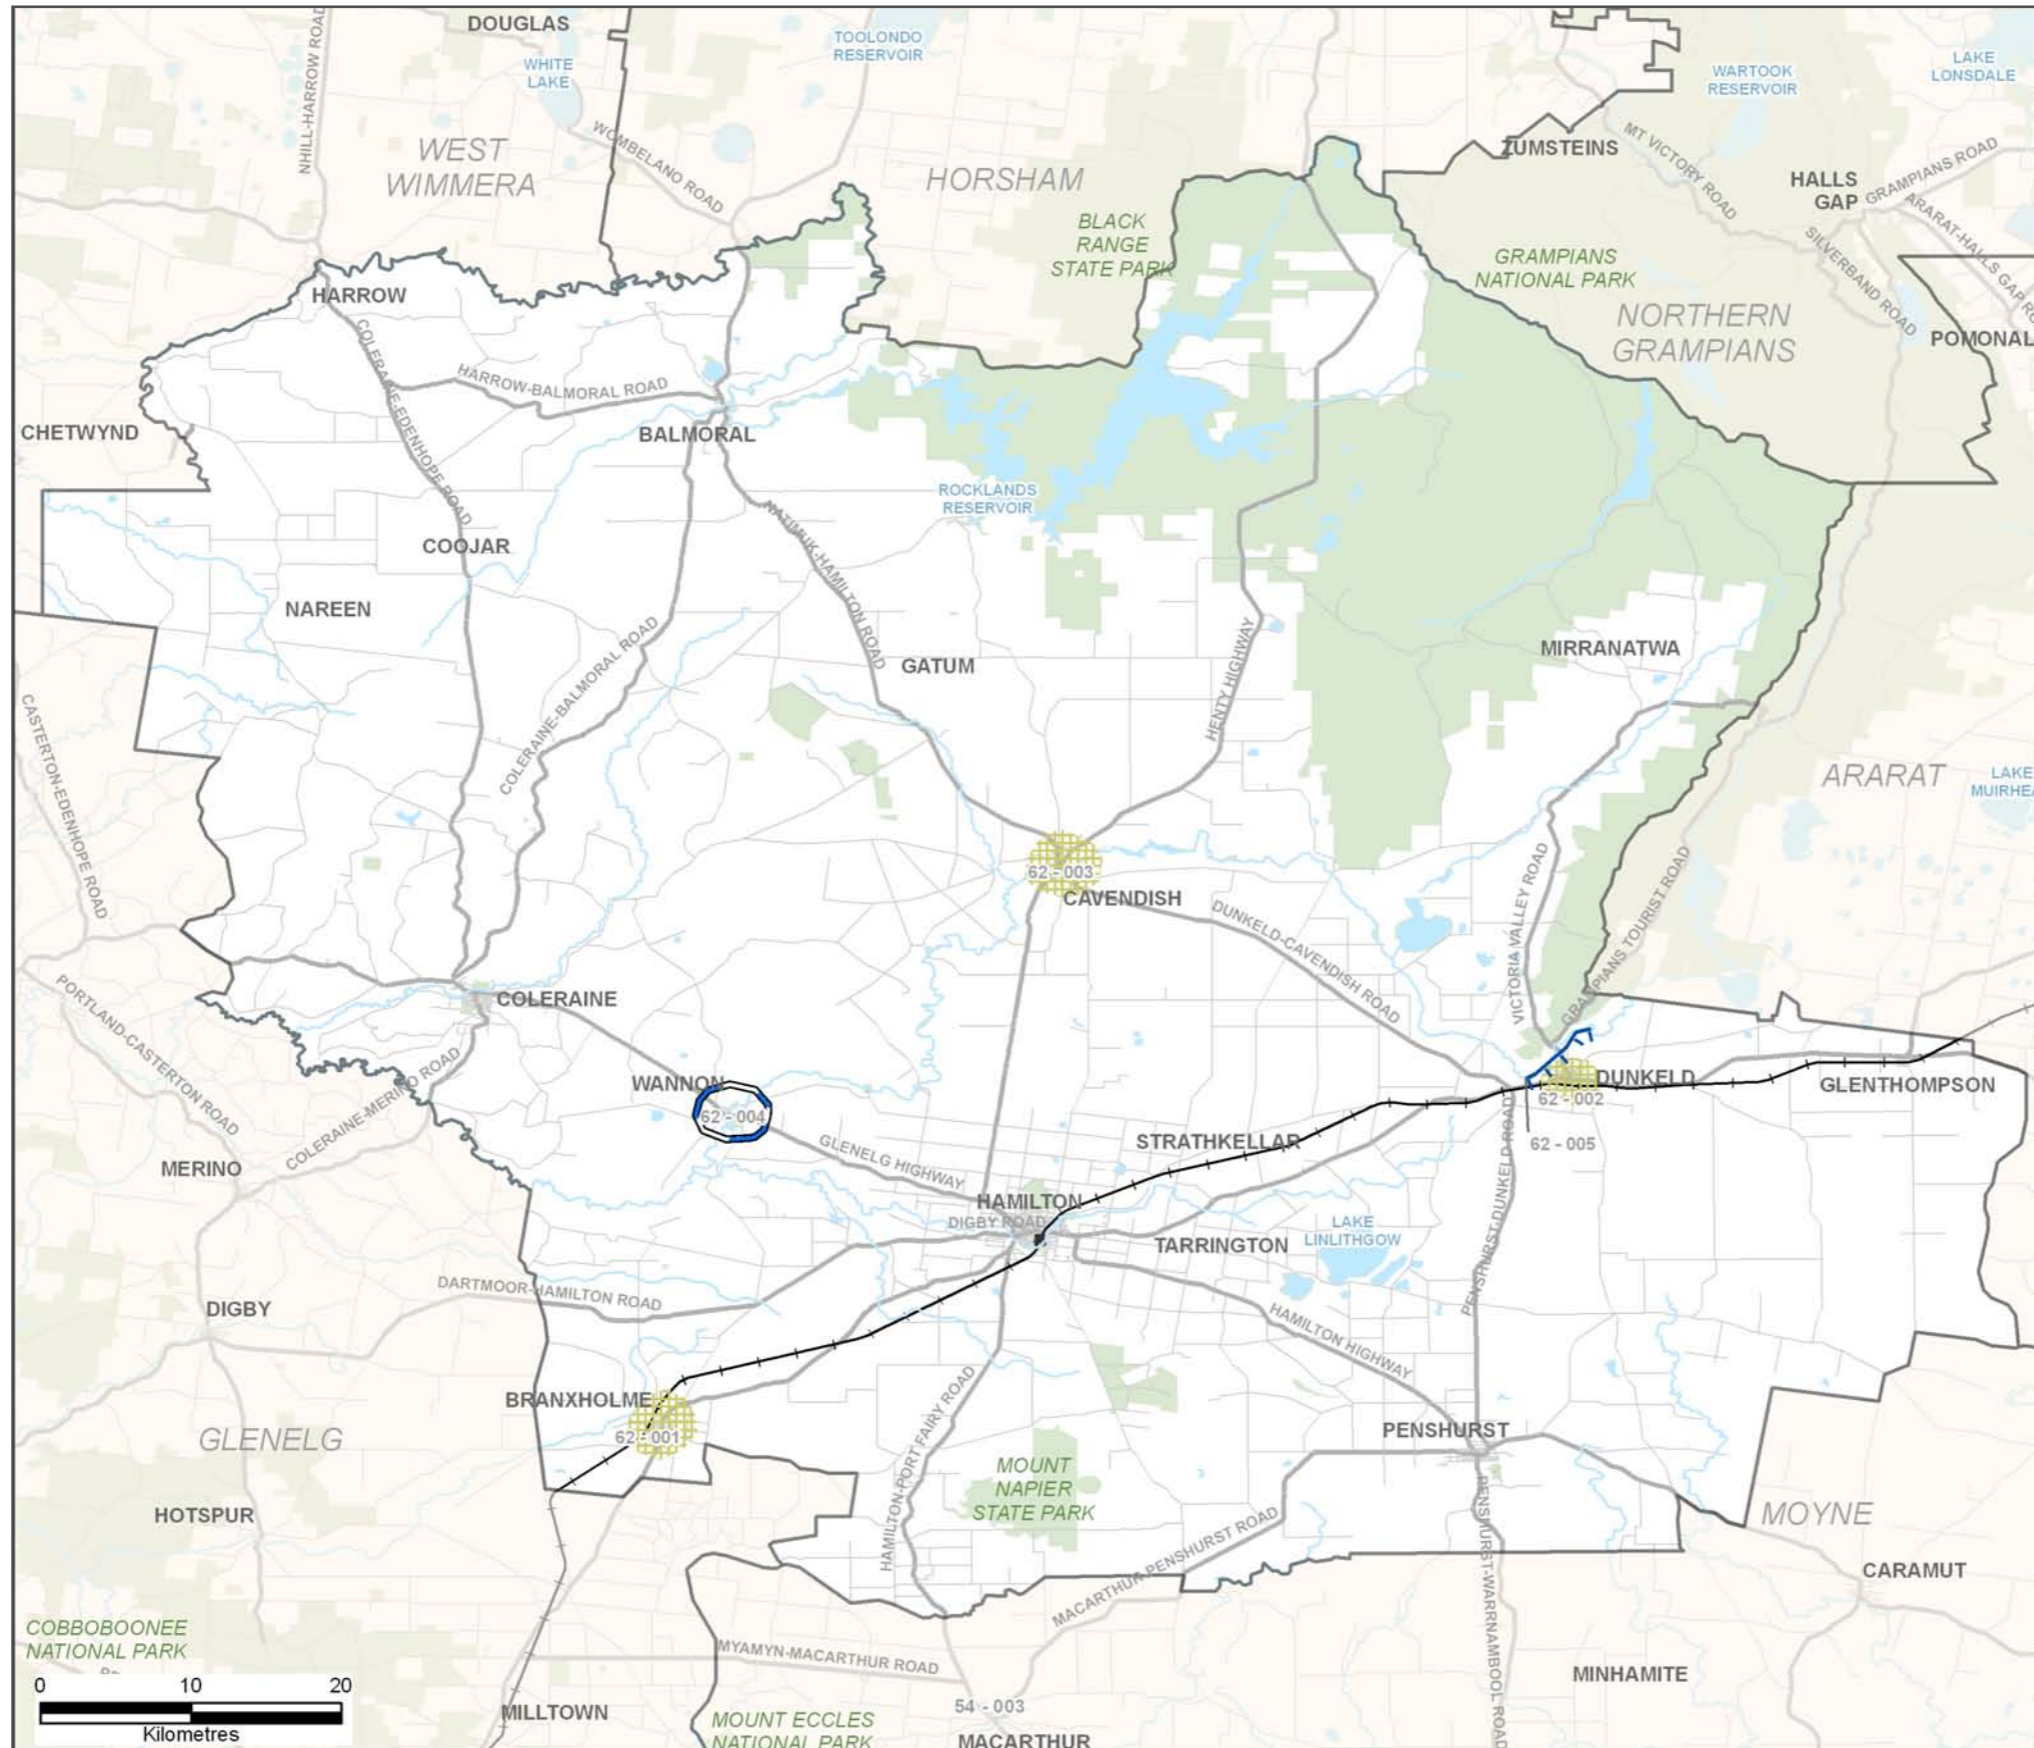 DOUGLAS
WHITE
LAKE
TOOLONDO
RESERVOIR
WARTOOK
RESERVOIR
LAKE
LONSDALE
NHILL-HARROW ROAD
WOMBELANO ROAD
WEST
WIMMERA
HORSHAM
ZUMSTEINS
MT VICTORY ROAD
HALLS
GAP
GRAMPIANS ROAD
ARARAT-HALLS GAP
SILVERBAND ROAD
BLACK
RANGE
STATE PARK
GRAMPIANS
NATIONAL PARK
NORTHERN
GRAMPIANS
POMONAL
HARROW
COLERAINE-EDENHOPE ROAD
HARROW-BALMORAL ROAD
CHETWYND
BALMORAL
ROCKLANDS
RESERVOIR
NATIMUK-HAMILTON ROAD
COOJAR
NAREEN
COLERAINE-BALMORAL ROAD
GATUM
HENTY HIGHWAY
MIRRANATWA
CASTERTON-EDENHOPE ROAD
ARARAT
LAKE
62 - 003
CAVENDISH
DUNKELD-CAVENDISH ROAD
VICTORIA VALLEY ROAD
GRAMPIANS TOURIST ROAD
COLERAINE
PORTLAND-CASTERTON ROAD
COLERAINE-MERINO ROAD
WANNON
62 - 004
GLENELG HIGHWAY
DUNKELD
62 - 002
62 - 005
GLENTHOMPSON
STRATHKELLAR
MERINO
HAMILTON
DIGBY ROAD
TARRINGTON
LAKE
LINLITHGOW
PENSHURST-DUNKELD ROAD
DARTMOOR-HAMILTON ROAD
DIGBY
HAMILTON HIGHWAY
BRANXHOLME
62 - 001
HAMILTON-PORT FAIRY ROAD
PENSHURST
GLENELG
MOUNT
NAPIER
STATE PARK
HOTSPUR
MACARTHUR-PENSHURST ROAD
PENSHURST-WARRNAMBOOL ROAD
MOYNE
CARAMUT
COBBOBOONEE
NATIONAL PARK
MYAMYN-MACARTHUR ROAD
MINHAMITE
0 10 20
Kilometres
MILLTOWN
MOUNT ECCLES
NATIONAL PARK
54 - 003
MACARTHUR